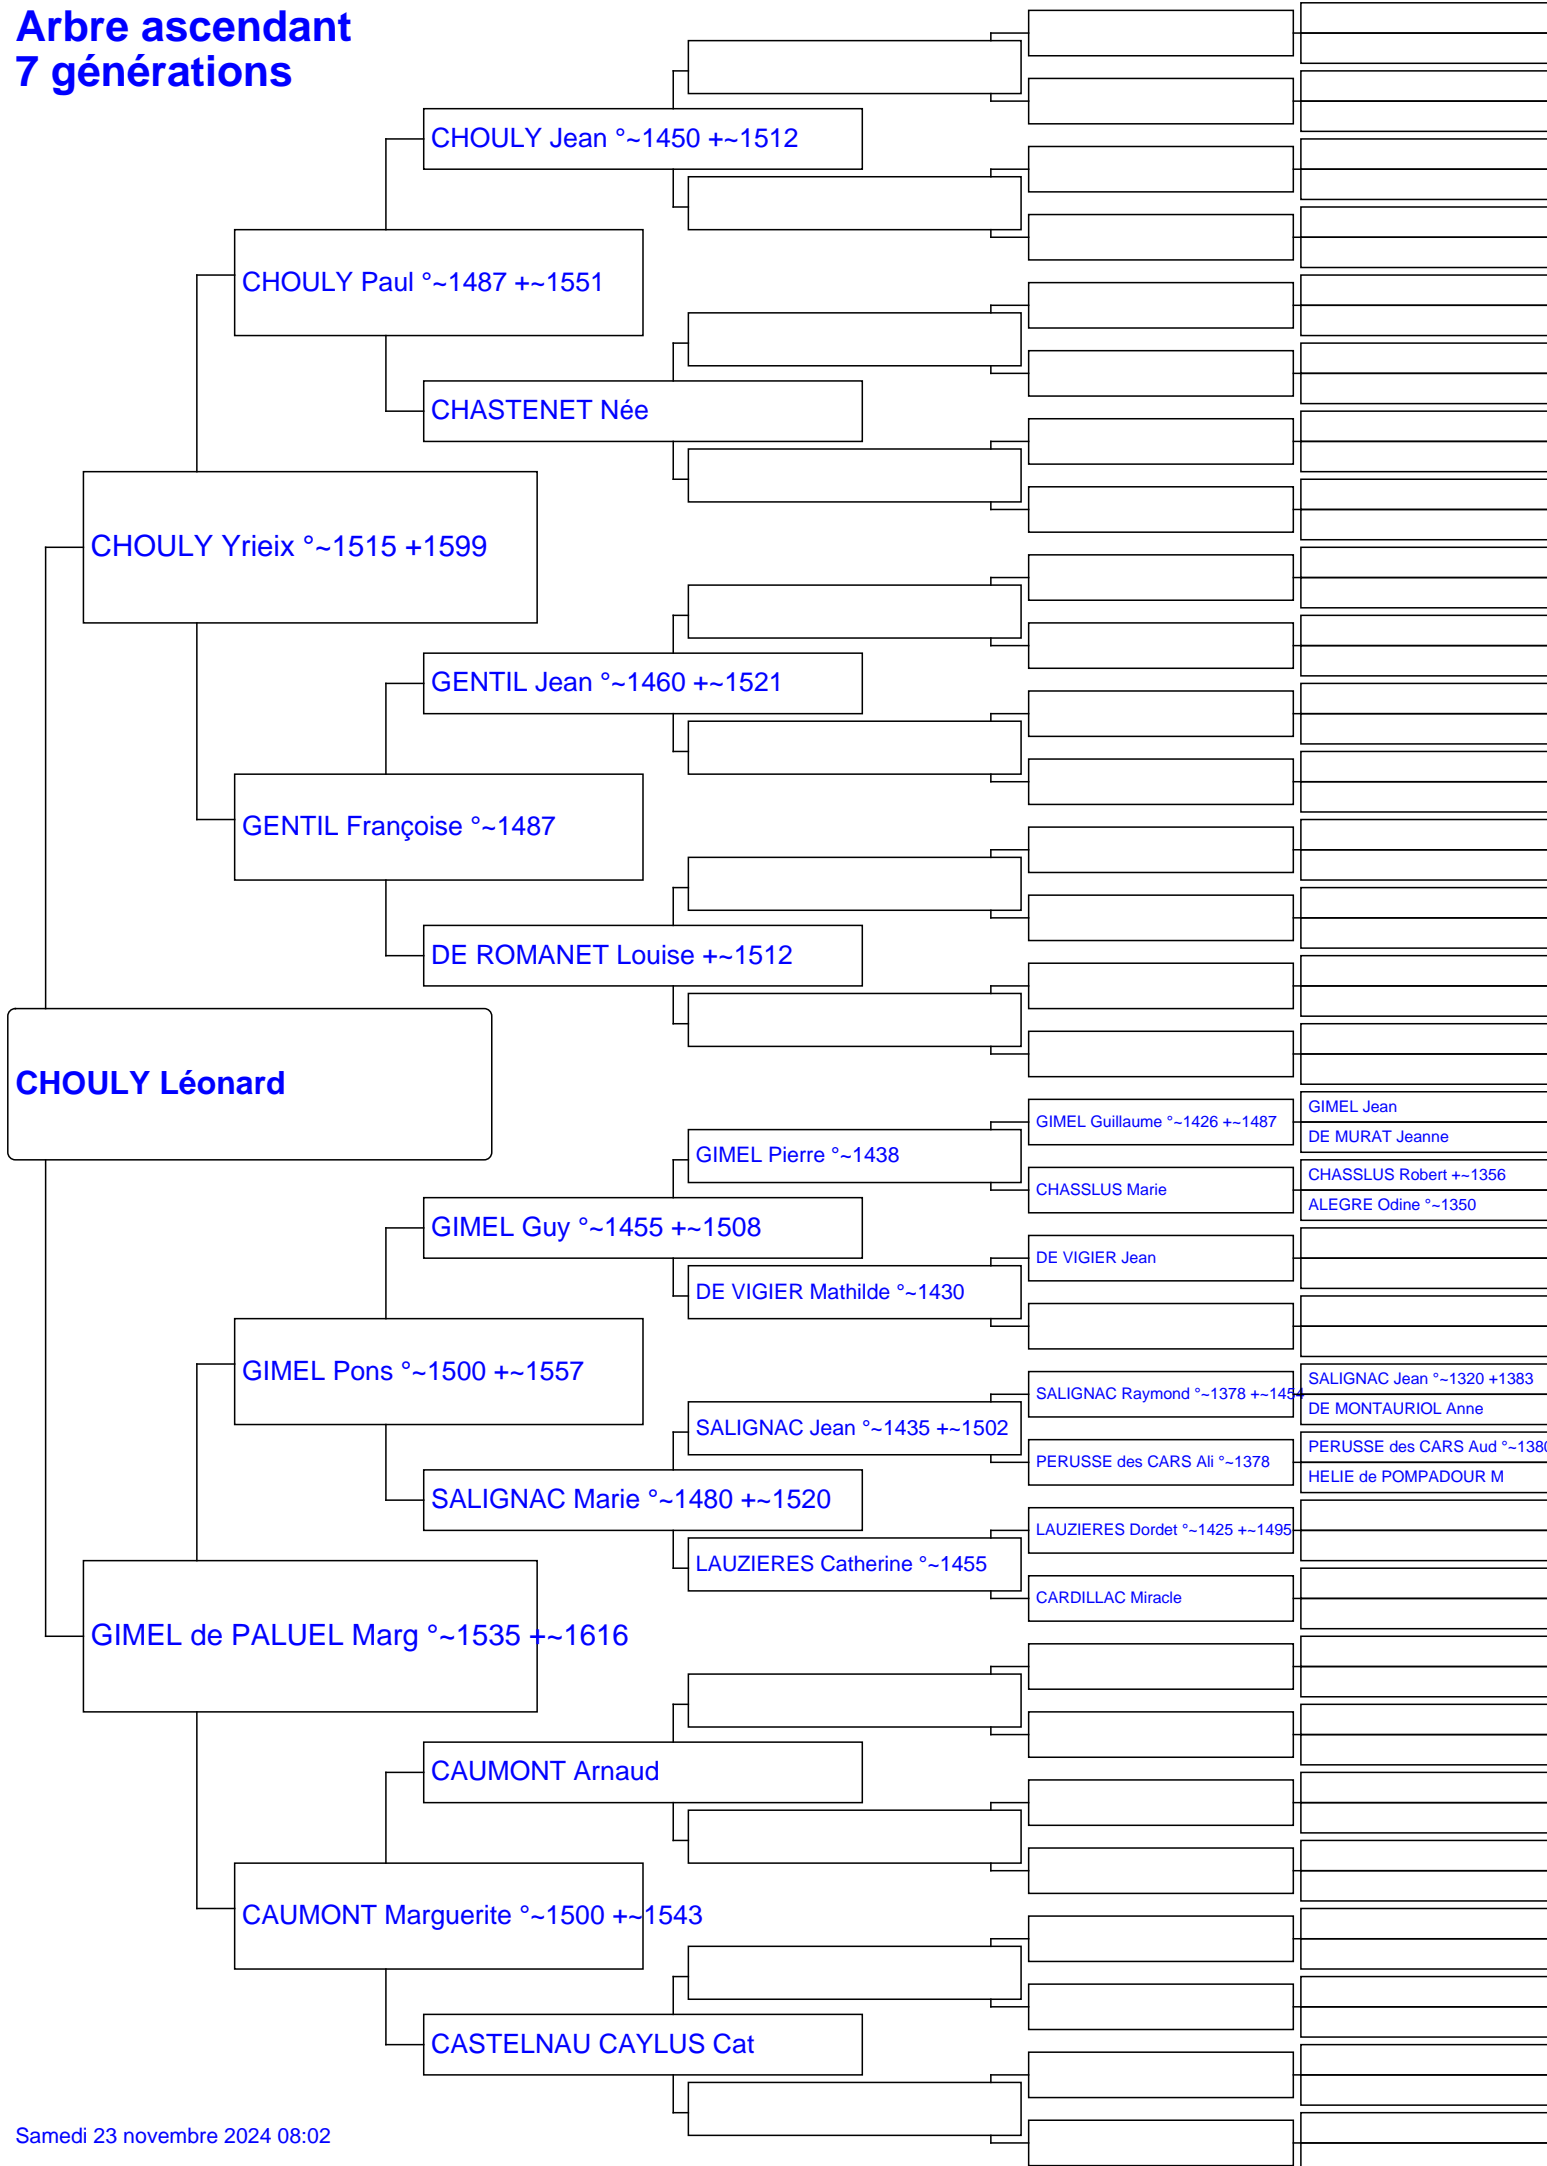 Arbre ascendant
7 générations
CHOULY Jean °~1450 +~1512
CHOULY Paul °~1487 +~1551
CHASTENET Née
CHOULY Yrieix °~1515 +1599
GENTIL Jean °~1460 +~1521
GENTIL Françoise °~1487
DE ROMANET Louise +~1512
CHOULY Léonard
GIMEL Jean
GIMEL Guillaume °~1426 +~1487
DE MURAT Jeanne
GIMEL Pierre °~1438
CHASSLUS Robert +~1356
CHASSLUS Marie
ALEGRE Odine °~1350
GIMEL Guy °~1455 +~1508
DE VIGIER Jean
DE VIGIER Mathilde °~1430
GIMEL Pons °~1500 +~1557
SALIGNAC Jean °~1320 +1383
SALIGNAC Raymond °~1378 +~1454
DE MONTAURIOL Anne
SALIGNAC Jean °~1435 +~1502
PERUSSE des CARS Aud °~1380
PERUSSE des CARS Ali °~1378
HELIE de POMPADOUR M
SALIGNAC Marie °~1480 +~1520
LAUZIERES Dordet °~1425 +~1495
LAUZIERES Catherine °~1455
CARDILLAC Miracle
GIMEL de PALUEL Marg °~1535 +~1616
CAUMONT Arnaud
CAUMONT Marguerite °~1500 +~1543
CASTELNAU CAYLUS Cat
Samedi 23 novembre 2024 08:02